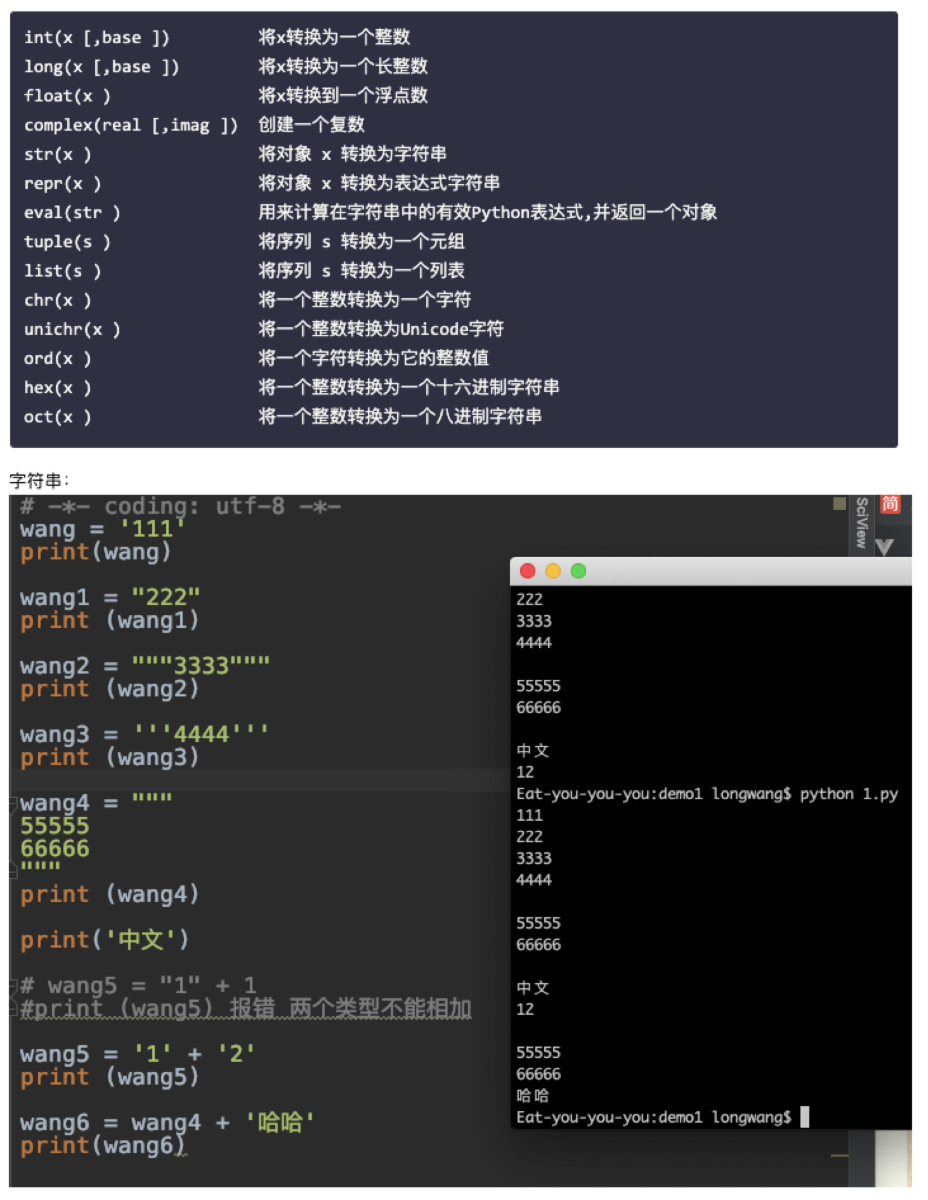 int(x [,base ]) 将x转换为一个整数
long(x [,base ]) 将x转换为一个长整数
float(x ) 将x转换到一个浮点数
complex(real [,imag ]) 创建一个复数
str(x ) 将对象 x 转换为字符串
repr(x ) 将对象 x 转换为表达式字符串
eval(str ) 用来计算在字符串中的有效Python表达式,并返回一个对象
tuple(s ) 将序列 s 转换为一个元组
list(s ) 将序列 s 转换为一个列表
chr(x ) 将一个整数转换为一个字符
unichr(x ) 将一个整数转换为Unicode字符
ord(x ) 将一个字符转换为它的整数值
hex(x ) 将一个整数转换为一个十六进制字符串
oct(x ) 将一个整数转换为一个八进制字符串
字符串:
# -*- coding: utf-8 -*-
wang = '111'
print(wang)
wang1 = "222"
print (wang1)
wang2 = """3333"""
print (wang2)
wang3 = '''4444'''
print (wang3)
wang4 = """
55555
66666
"""
print (wang4)
print('中文')
# wang5 = "1" + 1
#print (wang5) 报错 两个类型不能相加
wang5 = '1' + '2'
print (wang5)
wang6 = wang4 + '哈哈'
print(wang6)
SciView
简
222
3333
4444
55555
66666
中文
12
Eat-you-you-you:demo1 longwang$ python 1.py
111
222
3333
4444
55555
66666
中文
12
55555
66666
哈哈
Eat-you-you-you:demo1 longwang$